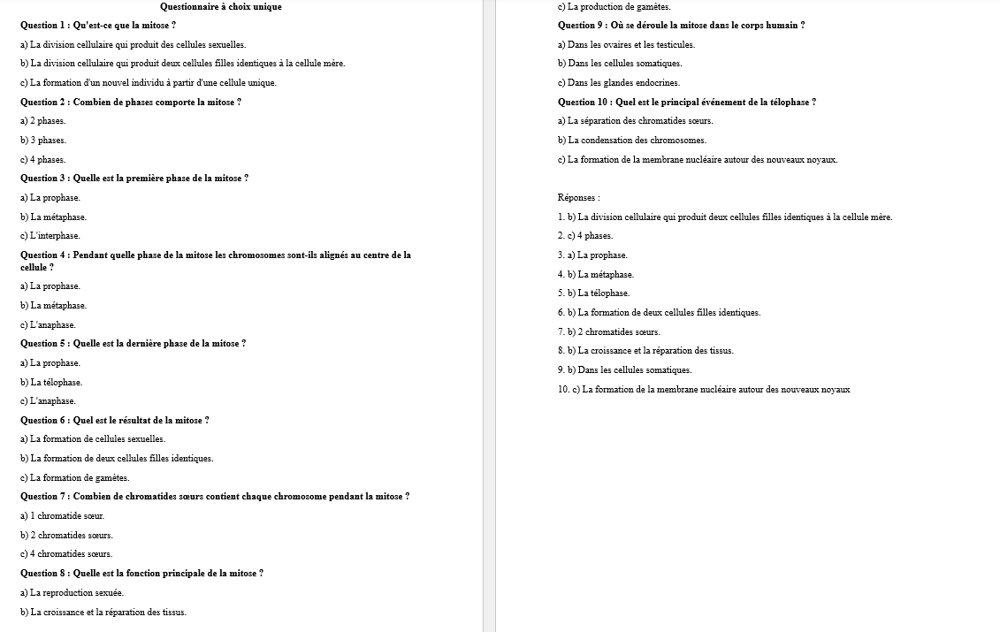 Questionnaire à choix unique
Question 1 : Qu'est-ce que la mitose ?
a) La division cellulaire qui produit des cellules sexuelles.
b) La division cellulaire qui produit deux cellules filles identiques à la cellule mère.
c) La formation d'un nouvel individu à partir d'une cellule unique.
Question 2 : Combien de phases comporte la mitose ?
a) 2 phases.
b) 3 phases.
c) 4 phases.
Question 3 : Quelle est la première phase de la mitose ?
a) La prophase.
b) La métaphase.
c) L'interphase.
Question 4 : Pendant quelle phase de la mitose les chromosomes sont-ils alignés au centre de la
cellule ?
a) La prophase.
b) La métaphase.
c) L'anaphase.
Question 5 : Quelle est la dernière phase de la mitose ?
a) La prophase.
b) La télophase.
c) L'anaphase.
Question 6 : Quel est le résultat de la mitose ?
a) La formation de cellules sexuelles.
b) La formation de deux cellules filles identiques.
c) La formation de gamètes.
Question 7 : Combien de chromatides sœurs contient chaque chromosome pendant la mitose ?
a) 1 chromatide sœur.
b) 2 chromatides sœurs.
c) 4 chromatides sœurs.
Question 8 : Quelle est la fonction principale de la mitose ?
a) La reproduction sexuée.
b) La croissance et la réparation des tissus.
c) La production de gamètes.
Question 9 : Où se déroule la mitose dans le corps humain ?
a) Dans les ovaires et les testicules.
b) Dans les cellules somatiques.
c) Dans les glandes endocrines.
Question 10 : Quel est le principal événement de la télophase ?
a) La séparation des chromatides sœurs.
b) La condensation des chromosomes.
c) La formation de la membrane nucléaire autour des nouveaux noyaux.
Réponses :
1. b) La division cellulaire qui produit deux cellules filles identiques à la cellule mère.
2. c) 4 phases.
3. a) La prophase.
4. b) La métaphase.
5. b) La télophase.
6. b) La formation de deux cellules filles identiques.
7. b) 2 chromatides sœurs.
8. b) La croissance et la réparation des tissus.
9. b) Dans les cellules somatiques.
10. c) La formation de la membrane nucléaire autour des nouveaux noyaux